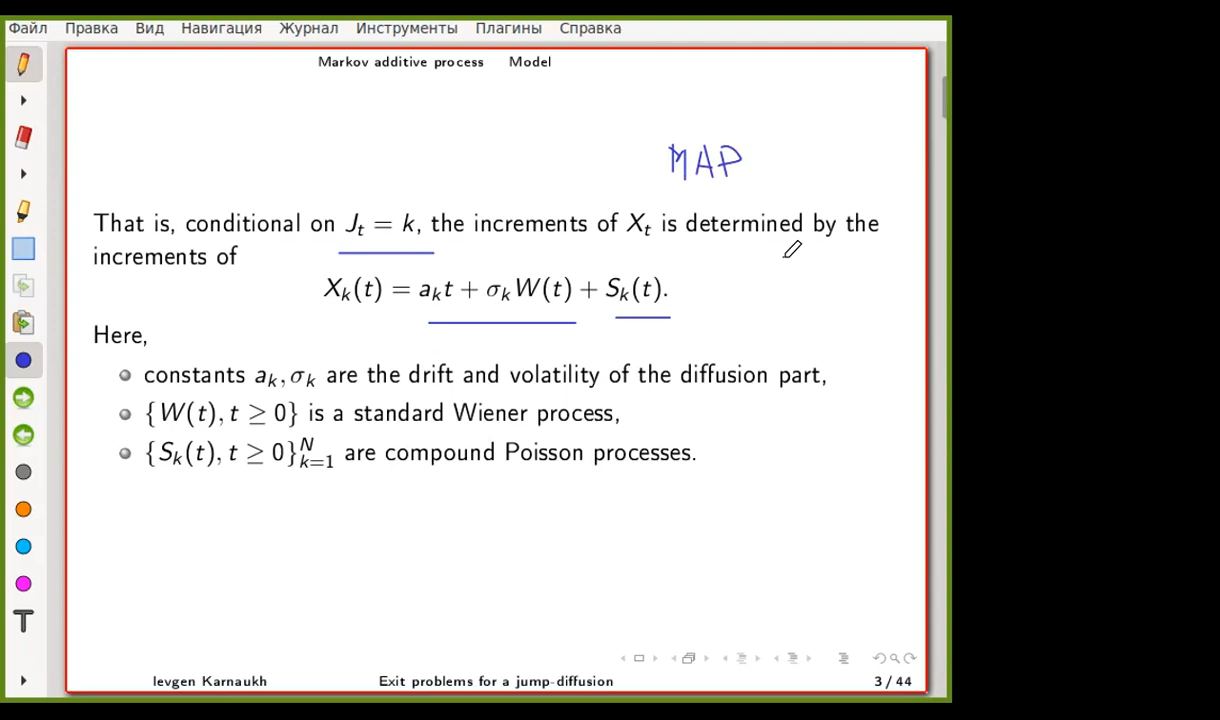 Файл Правка Вид Навигация Журнал Инструменты Плагины Справка
Markov additive process Model
MAP
That is, conditional on J_t = k, the increments of X_t is determined by the
increments of
X_k(t) = a_k t + σ_k W(t) + S_k(t).
Here,
constants a_k, σ_k are the drift and volatility of the diffusion part,
{W(t), t ≥ 0} is a standard Wiener process,
{S_k(t), t ≥ 0}_{k=1}^N are compound Poisson processes.
T
Ievgen Karnaukh Exit problems for a jump-diffusion 3 / 44